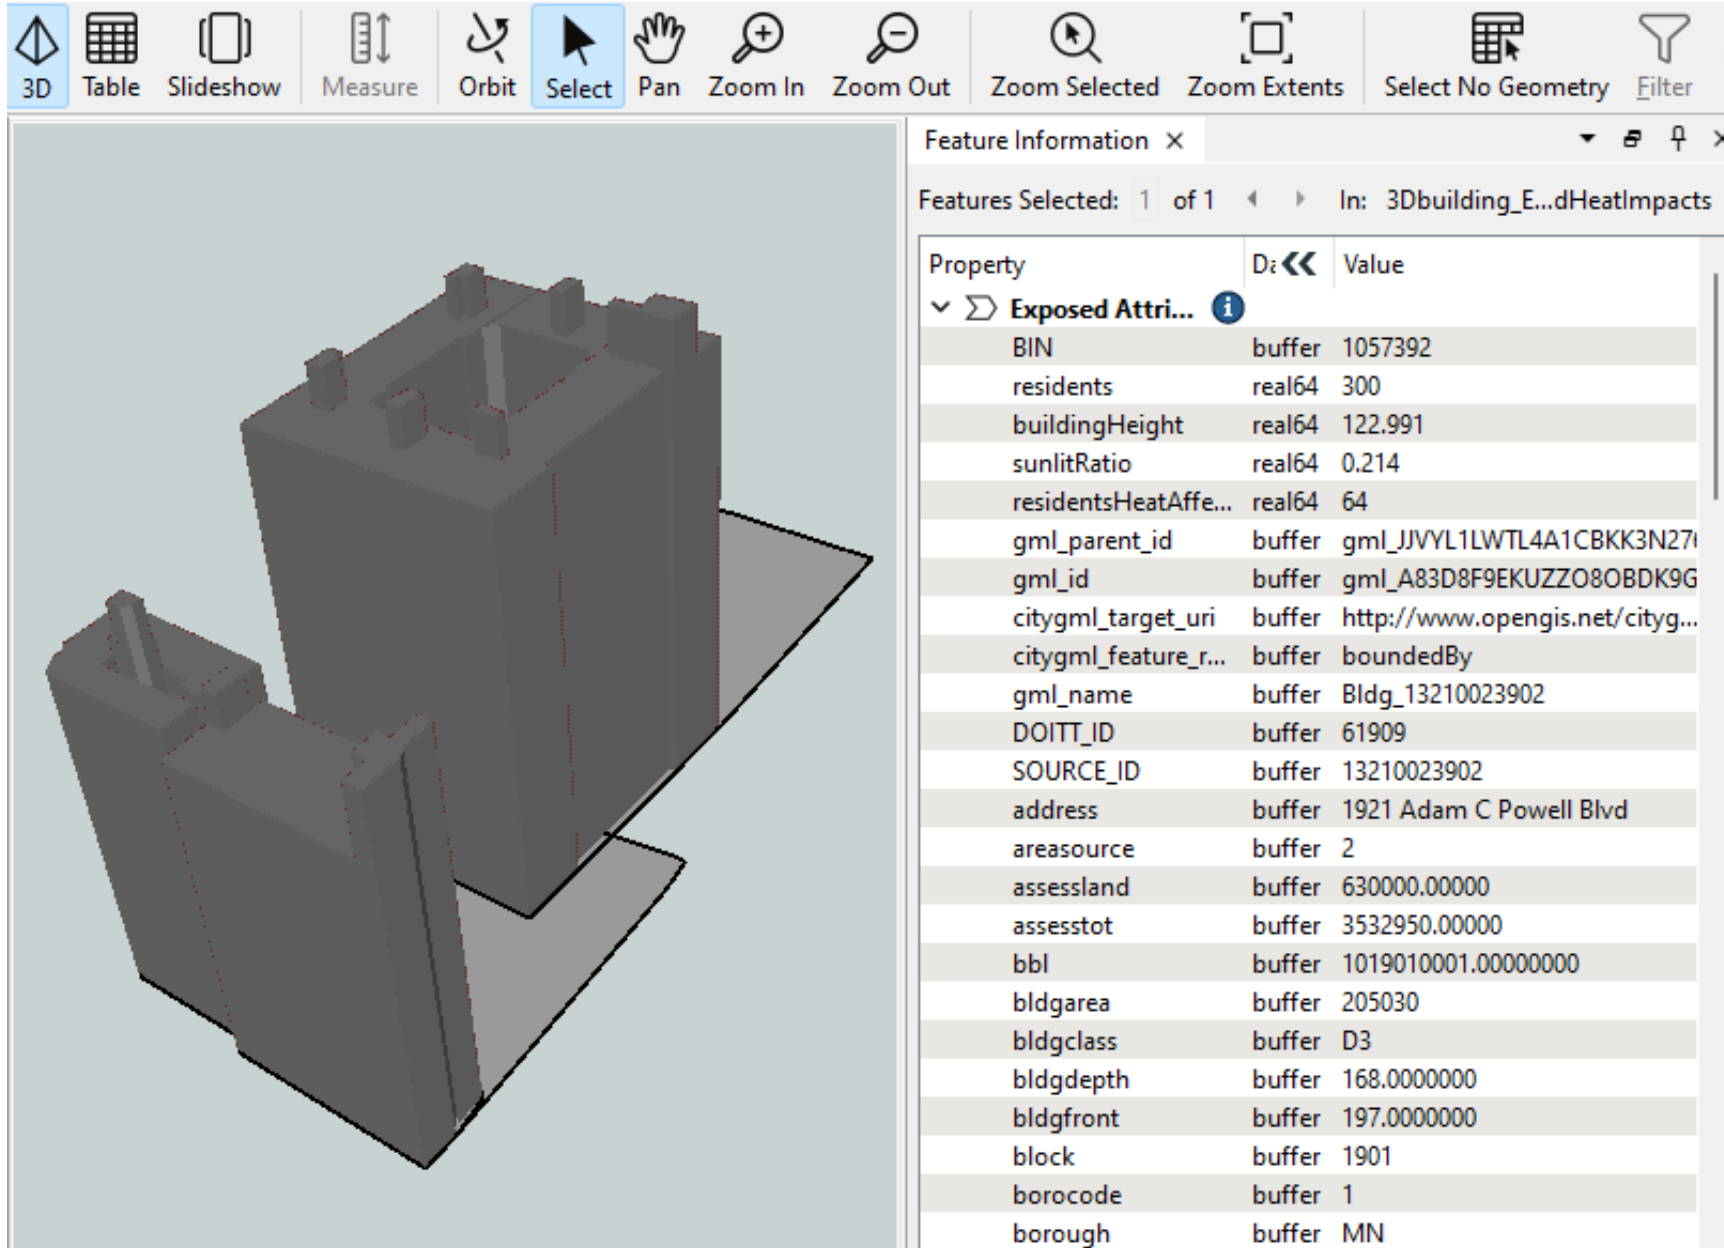 3D Table Slideshow Measure Orbit Select Pan Zoom In Zoom Out Zoom Selected Zoom Extents Select No Geometry Filter
Feature Information
Features Selected: 1 of 1 In: 3Dbuilding_E...dHeatImpacts
Property Value
Exposed Attri...
BIN buffer 1057392
residents real64 300
buildingHeight real64 122.991
sunlitRatio real64 0.214
residentsHeatAffe... real64 64
gml_parent_id buffer
gml_id buffer gml_A83D8F9EKUZZO8OBDK9G
citygml_target_uri buffer http://www.opengis.net/cityg...
citygml_feature_r... buffer boundedBy
gml_name buffer Bldg_13210023902
DOITT_ID buffer 61909
SOURCE_ID buffer 13210023902
address buffer 1921 Adam C Powell Blvd
areasource buffer 2
assessland buffer 630000.00000
assesstot buffer 3532950.00000
bbl buffer 1019010001.00000000
bldgarea buffer 205030
bldgclass buffer D3
bldgdepth buffer 168.0000000
bldgfront buffer 197.0000000
block buffer 1901
borocode buffer 1
borough buffer MN